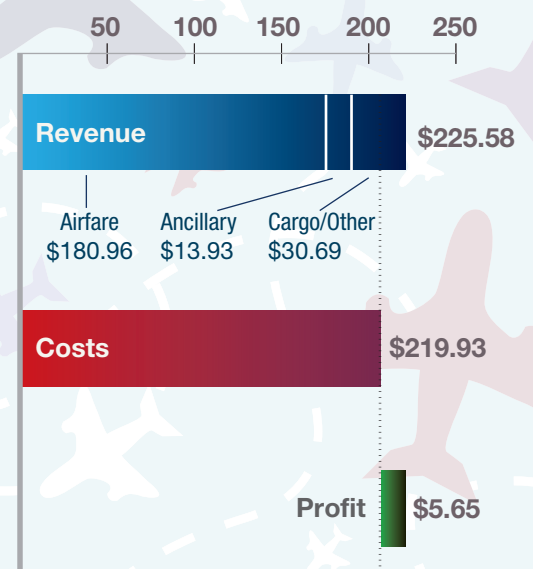 50 100 150 200 250
Revenue
$225.58
Airfare Ancillary Cargo/Other
$180.96 $13.93 $30.69
Costs
$219.93
Profit $5.65